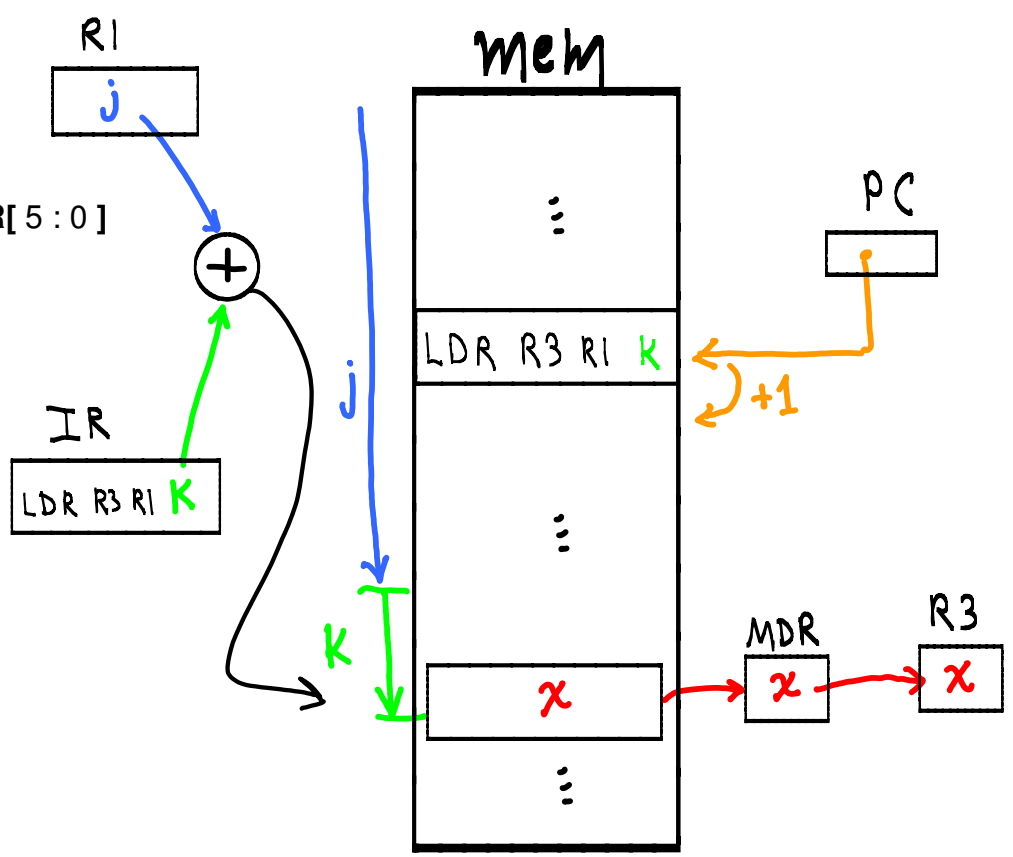 R1
mem
j
PC
R[ 5 : 0 ]
+
LDR R3 R1 K
j
+1
IR
LDR R3 R1 K
K
MDR
R3
x
x
x